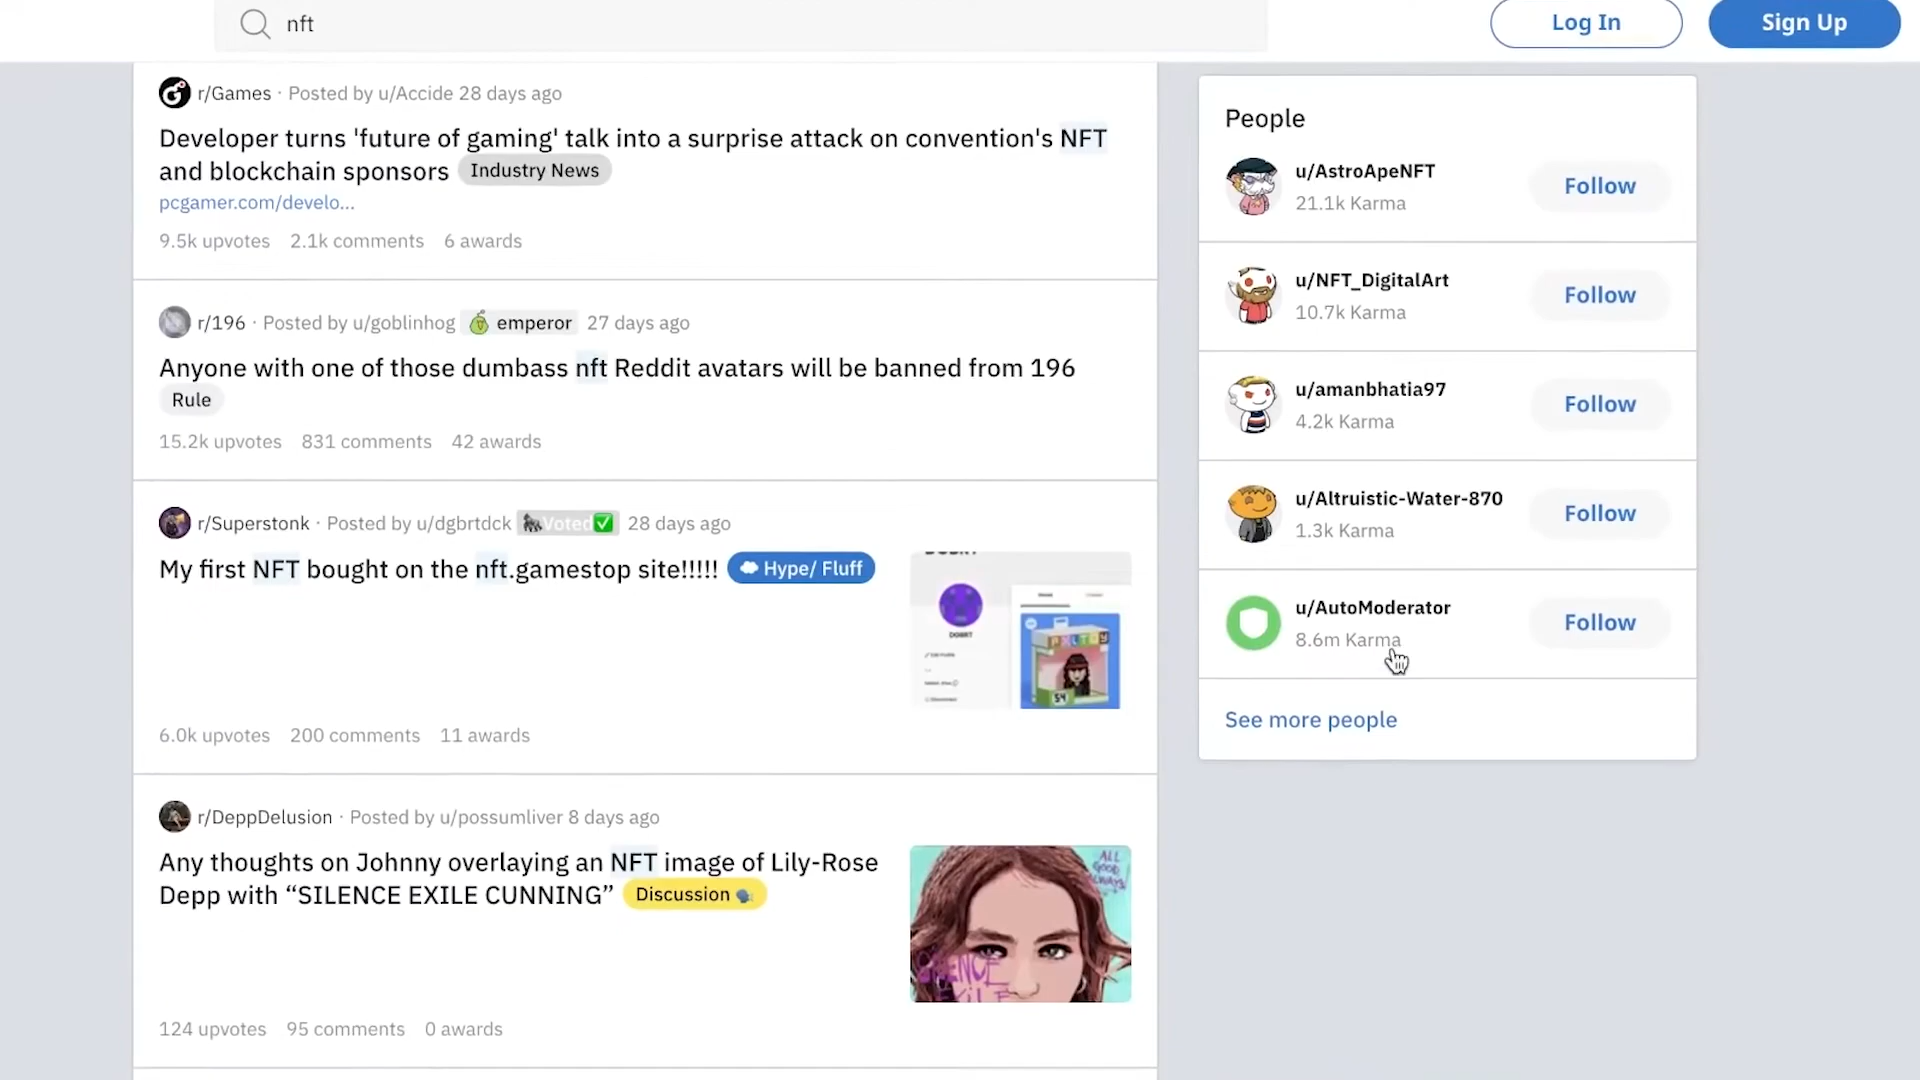 nft
Log In
Sign Up
r/Games · Posted by u/Accide 28 days ago
Developer turns 'future of gaming' talk into a surprise attack on convention's NFT
and blockchain sponsors Industry News
pcgamer.com/develo...
9.5k upvotes 2.1k comments 6 awards
r/196 · Posted by u/goblinhog emperor 27 days ago
Anyone with one of those dumbass nft Reddit avatars will be banned from 196
Rule
15.2k upvotes 831 comments 42 awards
r/Superstonk · Posted by u/dgbrtdck Voted 28 days ago
My first NFT bought on the nft.gamestop site!!!!! Hype/ Fluff
6.0k upvotes 200 comments 11 awards
r/DeppDelusion · Posted by u/possumliver 8 days ago
Any thoughts on Johnny overlaying an NFT image of Lily-Rose
Depp with “SILENCE EXILE CUNNING” Discussion
ALL
GOOD
ALWAYS
124 upvotes 95 comments 0 awards
People
u/AstroApeNFT
21.1k Karma
Follow
u/NFT_DigitalArt
10.7k Karma
Follow
u/amanbhatia97
4.2k Karma
Follow
u/Altruistic-Water-870
1.3k Karma
Follow
u/AutoModerator
8.6m Karma
Follow
See more people